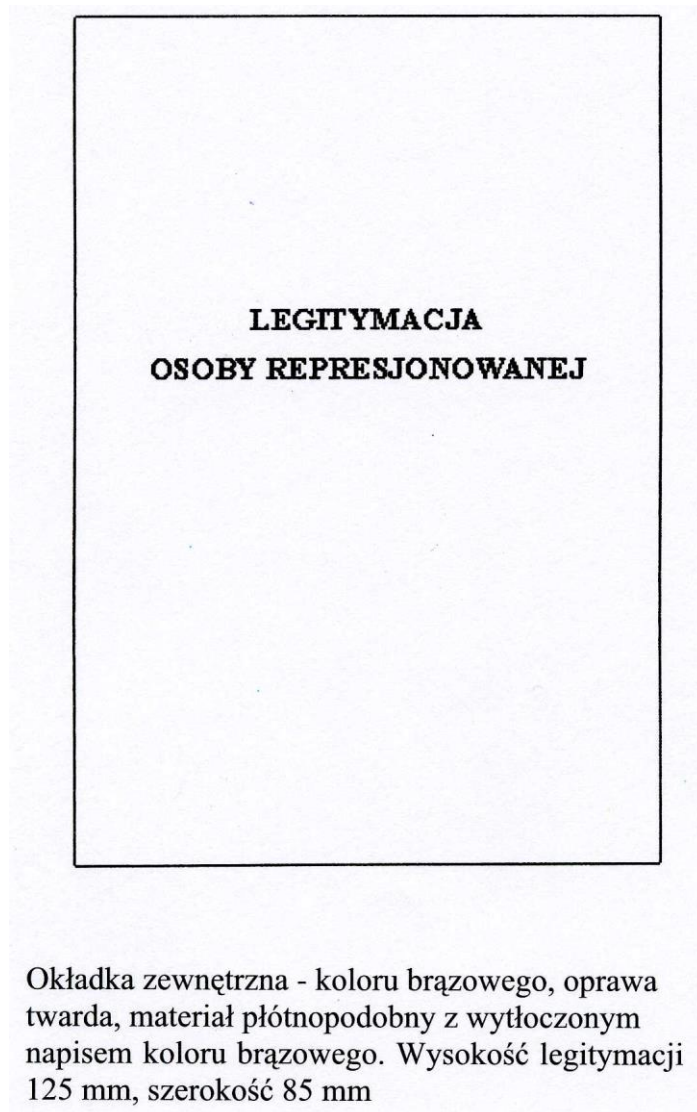 LEGITYMACJA
OSOBY REPRESJONOWANEJ
Okładka zewnętrzna - koloru brązowego, oprawa
twarda, materiał płótnopodobny z wytłoczonym
napisem koloru brązowego. Wysokość legitymacji
125 mm, szerokość 85 mm